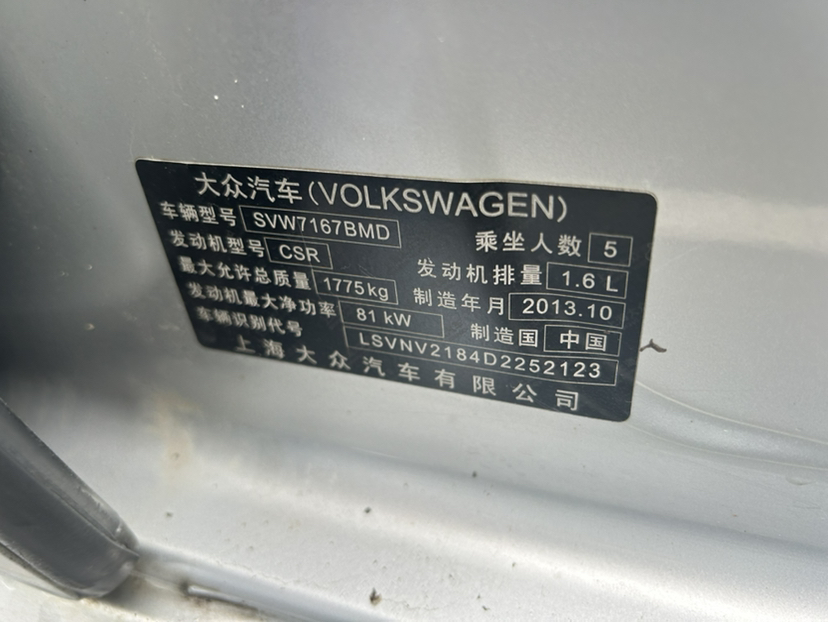 大众汽车(VOLKSWAGEN)
车辆型号 SVW7167BMD 乘坐人数 5
发动机型号 CSR 发动机排量 1.6 L
最大允许总质量 1775kg 制造年月 2013.10
发动机最大净功率 81 kW 制造国 中国
车辆识别代号 LSVNV2184D2252123
上海大众汽车有限公司